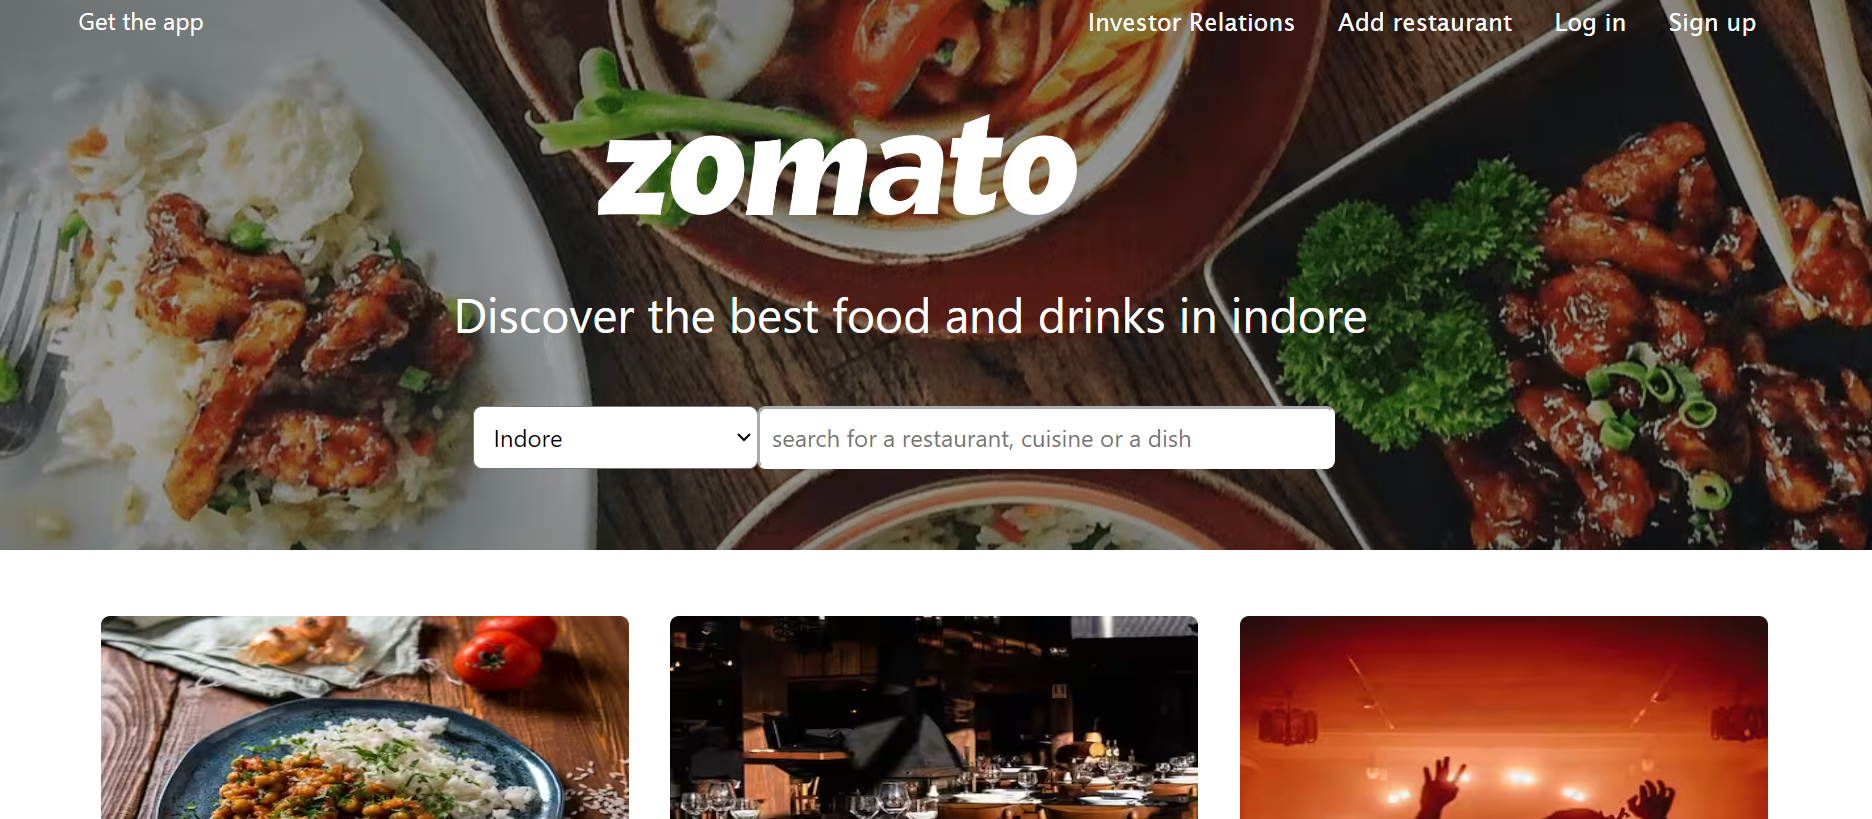 Get the app
Investor Relations
Add restaurant
Log in
Sign up
zomato
Discover the best food and drinks in indore
Indore
search for a restaurant, cuisine or a dish